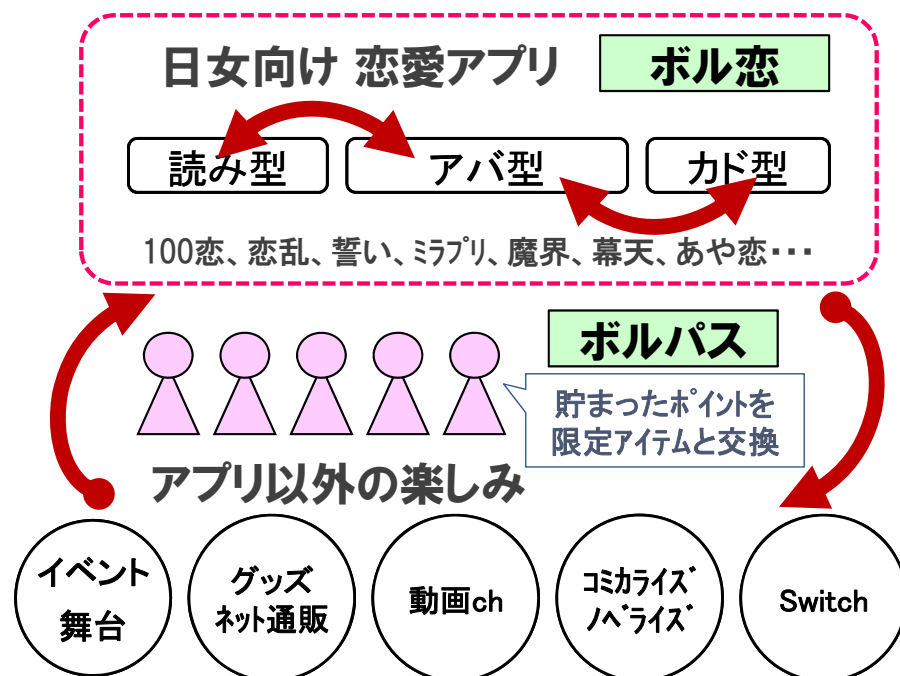 日女向け 恋愛アプリ
ボル恋
読み型
アバ型
カド型
100恋、恋乱、誓い、ミラプリ、魔界、幕天、あや恋・・・
ボルパス
貯まったポイントを
限定アイテムと交換
アプリ以外の楽しみ
イベント
舞台
グッズ
ネット通販
動画ch
コミカライズ
ノベライズ
Switch